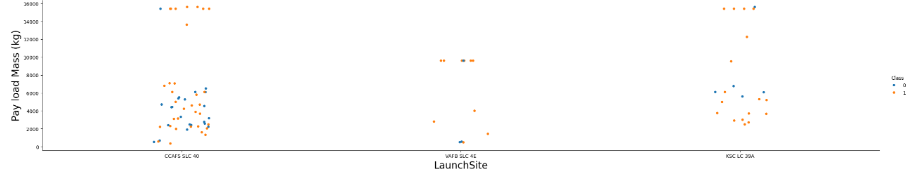 16000
14000
12000
10000
8000
6000
4000
2000
0
Pay load Mass (kg)
CCAFS SLC 40
VAFB SLC 4E
KSC LC 39A
LaunchSite
Class
0
1